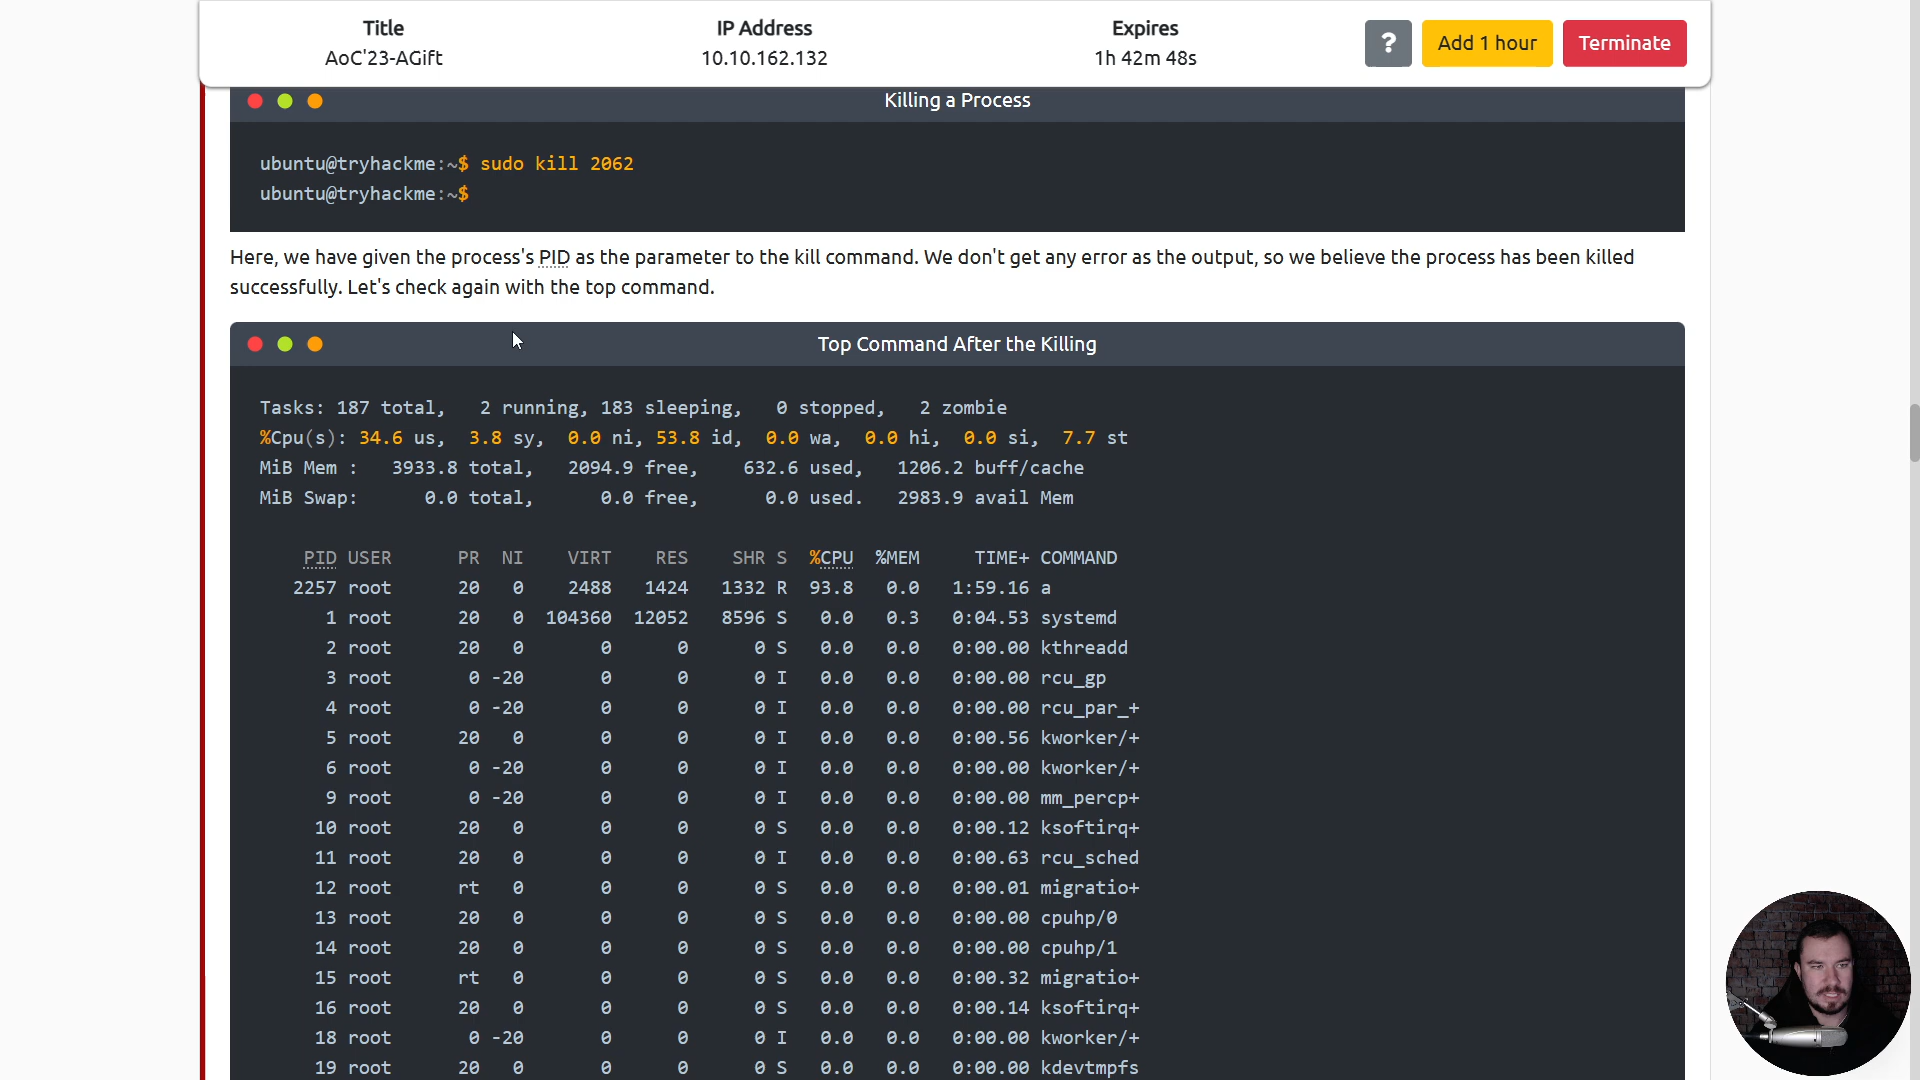 Title
AoC'23-AGift
IP Address
10.10.162.132
Expires
1h 42m 48s
?
Add 1 hour
Terminate
Killing a Process
ubuntu@tryhackme:~$ sudo kill 2062
ubuntu@tryhackme:~$
Here, we have given the process's PID as the parameter to the kill command. We don't get any error as the output, so we believe the process has been killed
successfully. Let's check again with the top command.
Top Command After the Killing
Tasks: 187 total,   2 running, 183 sleeping,   0 stopped,   2 zombie
%Cpu(s): 34.6 us,  3.8 sy,  0.0 ni, 53.8 id,  0.0 wa,  0.0 hi,  0.0 si,  7.7 st
MiB Mem :   3933.8 total,   2094.9 free,    632.6 used,   1206.2 buff/cache
MiB Swap:      0.0 total,      0.0 free,      0.0 used.   2983.9 avail Mem
PID USER      PR  NI    VIRT    RES    SHR S  %CPU  %MEM     TIME+ COMMAND
2257 root      20   0    2488   1424   1332 R  93.8   0.0   1:59.16 a
1 root      20   0  104360  12052   8596 S   0.0   0.3   0:04.53 systemd
2 root      20   0       0      0      0 S   0.0   0.0   0:00.00 kthreadd
3 root       0 -20       0      0      0 I   0.0   0.0   0:00.00 rcu_gp
4 root       0 -20       0      0      0 I   0.0   0.0   0:00.00 rcu_par_+
5 root      20   0       0      0      0 I   0.0   0.0   0:00.56 kworker/+
6 root       0 -20       0      0      0 I   0.0   0.0   0:00.00 kworker/+
9 root       0 -20       0      0      0 I   0.0   0.0   0:00.00 mm_percp+
10 root      20   0       0      0      0 S   0.0   0.0   0:00.12 ksoftirq+
11 root      20   0       0      0      0 I   0.0   0.0   0:00.63 rcu_sched
12 root      rt   0       0      0      0 S   0.0   0.0   0:00.01 migratio+
13 root      20   0       0      0      0 S   0.0   0.0   0:00.00 cpuhp/0
14 root      20   0       0      0      0 S   0.0   0.0   0:00.00 cpuhp/1
15 root      rt   0       0      0      0 S   0.0   0.0   0:00.32 migratio+
16 root      20   0       0      0      0 S   0.0   0.0   0:00.14 ksoftirq+
18 root       0 -20       0      0      0 I   0.0   0.0   0:00.00 kworker/+
19 root      20   0       0      0      0 S   0.0   0.0   0:00.00 kdevtmpfs